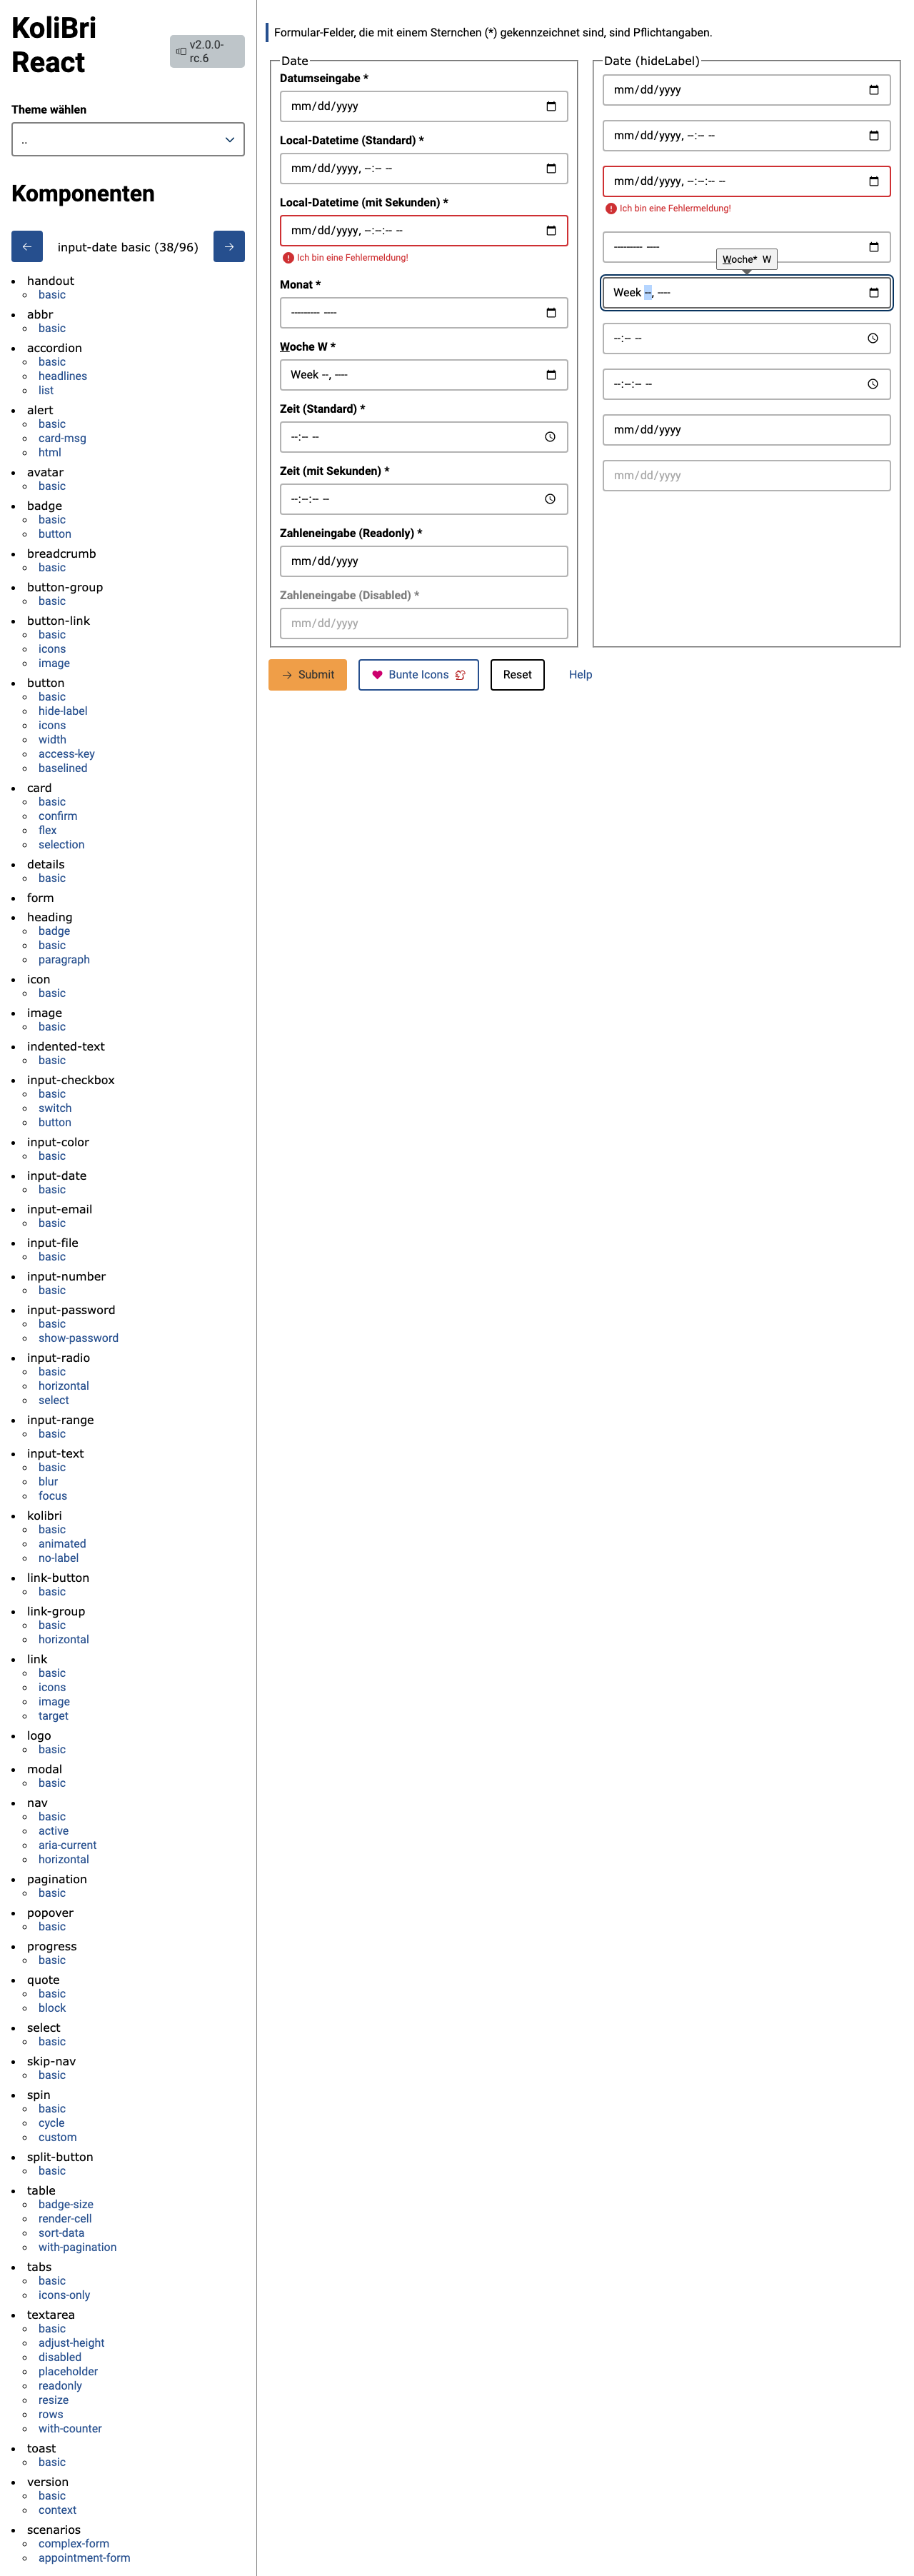 KoliBri
React
v2.0.0-
rc.6
Theme wählen
..
Komponenten
input-date basic (38/96)
handout
basic
abbr
basic
accordion
basic
headlines
list
alert
basic
card-msg
html
avatar
basic
badge
basic
button
breadcrumb
basic
button-group
basic
button-link
basic
icons
image
button
basic
hide-label
icons
width
access-key
baselined
card
basic
confirm
flex
selection
details
basic
form
heading
badge
basic
paragraph
icon
basic
image
basic
indented-text
basic
input-checkbox
basic
switch
button
input-color
basic
input-date
basic
input-email
basic
input-file
basic
input-number
basic
input-password
basic
show-password
input-radio
basic
horizontal
select
input-range
basic
input-text
basic
blur
focus
kolibri
basic
animated
no-label
link-button
basic
link-group
basic
horizontal
link
basic
icons
image
target
logo
basic
modal
basic
nav
basic
active
aria-current
horizontal
pagination
basic
popover
basic
progress
basic
quote
basic
block
select
basic
skip-nav
basic
spin
basic
cycle
custom
split-button
basic
table
badge-size
render-cell
sort-data
with-pagination
tabs
basic
icons-only
textarea
basic
adjust-height
disabled
placeholder
readonly
resize
rows
with-counter
toast
basic
version
basic
context
scenarios
complex-form
appointment-form
Formular-Felder, die mit einem Sternchen (*) gekennzeichnet sind, sind Pflichtangaben.
Date
Datumseingabe *
mm/dd/yyyy
Local-Datetime (Standard) *
mm/dd/yyyy, --:-- --
Local-Datetime (mit Sekunden) *
mm/dd/yyyy, --:--:-- --
Ich bin eine Fehlermeldung!
Monat *
--------- ----
Woche W *
Week --, ----
Zeit (Standard) *
--:-- --
Zeit (mit Sekunden) *
--:--:-- --
Zahleneingabe (Readonly) *
mm/dd/yyyy
Zahleneingabe (Disabled) *
mm/dd/yyyy
Date (hideLabel)
mm/dd/yyyy
mm/dd/yyyy, --:-- --
mm/dd/yyyy, --:--:-- --
Ich bin eine Fehlermeldung!
--------- ----
Woche* W
Week --, ----
--:-- --
--:--:-- --
mm/dd/yyyy
mm/dd/yyyy
Submit
Bunte Icons
Reset
Help